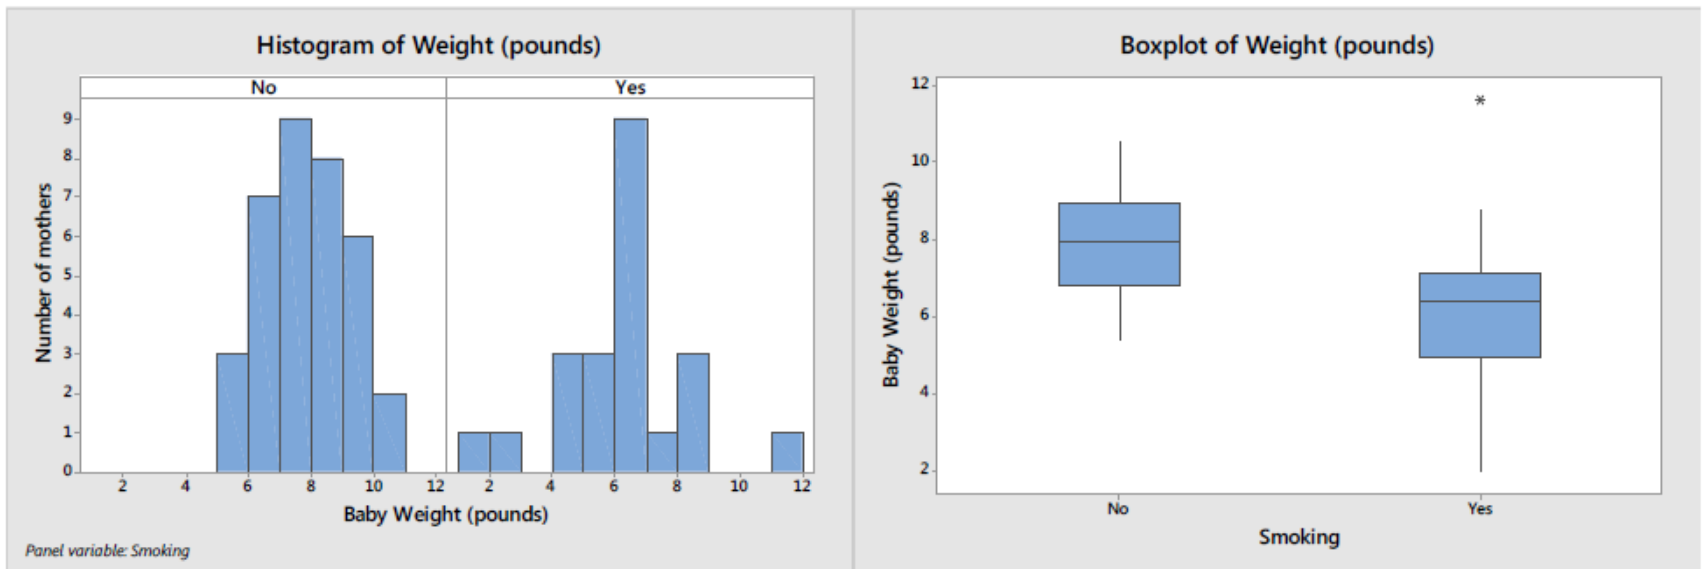 Histogram of Weight (pounds)
No Yes
9
8
7
6
5
4
3
2
1
0
Number of mothers
2 4 6 8 10 12 2 4 6 8 10 12
Baby Weight (pounds)
Panel variable: Smoking
Boxplot of Weight (pounds)
12
10
8
6
4
2
Baby Weight (pounds)
*
No Yes
Smoking